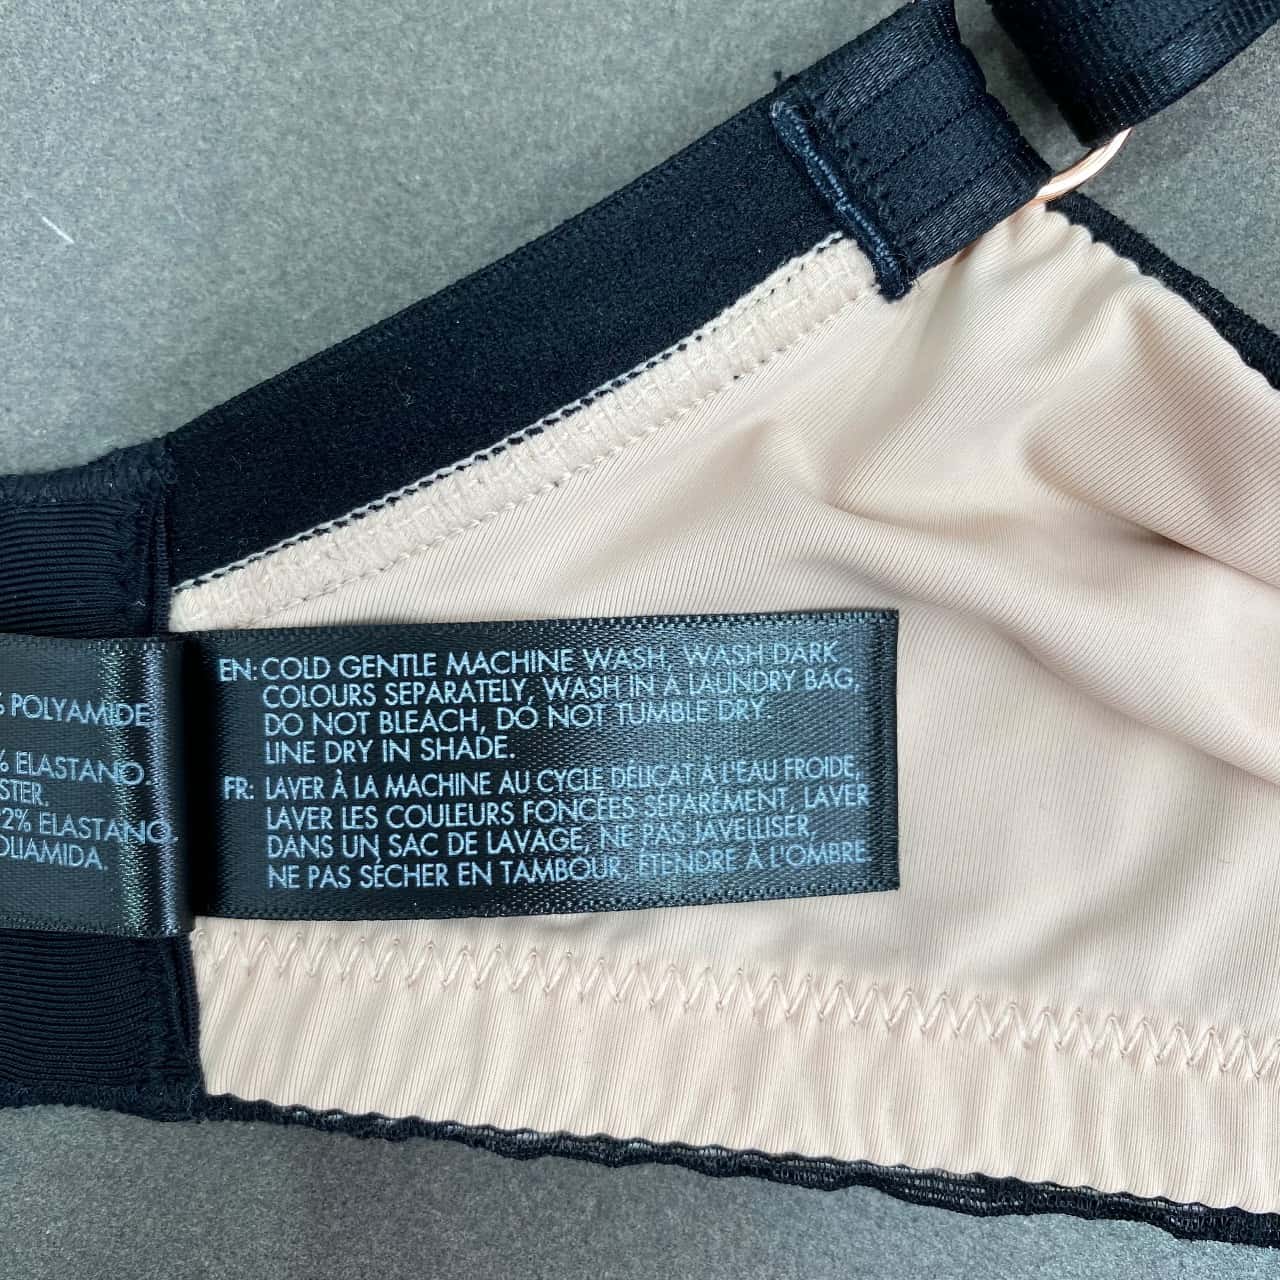 % POLYAMIDE
% ELASTANO.
STER.
2% ELASTANO.
OLIAMIDA.
EN: COLD GENTLE MACHINE WASH, WASH DARK
COLOURS SEPARATELY, WASH IN A LAUNDRY BAG,
DO NOT BLEACH, DO NOT TUMBLE DRY
LINE DRY IN SHADE.
FR: LAVER À LA MACHINE AU CYCLE DÉLICAT À L'EAU FROIDE,
LAVER LES COULEURS FONCÉES SÉPARÉMENT, LAVER
DANS UN SAC DE LAVAGE, NE PAS JAVELLISER,
NE PAS SÉCHER EN TAMBOUR, ÉTENDRE À L'OMBRE